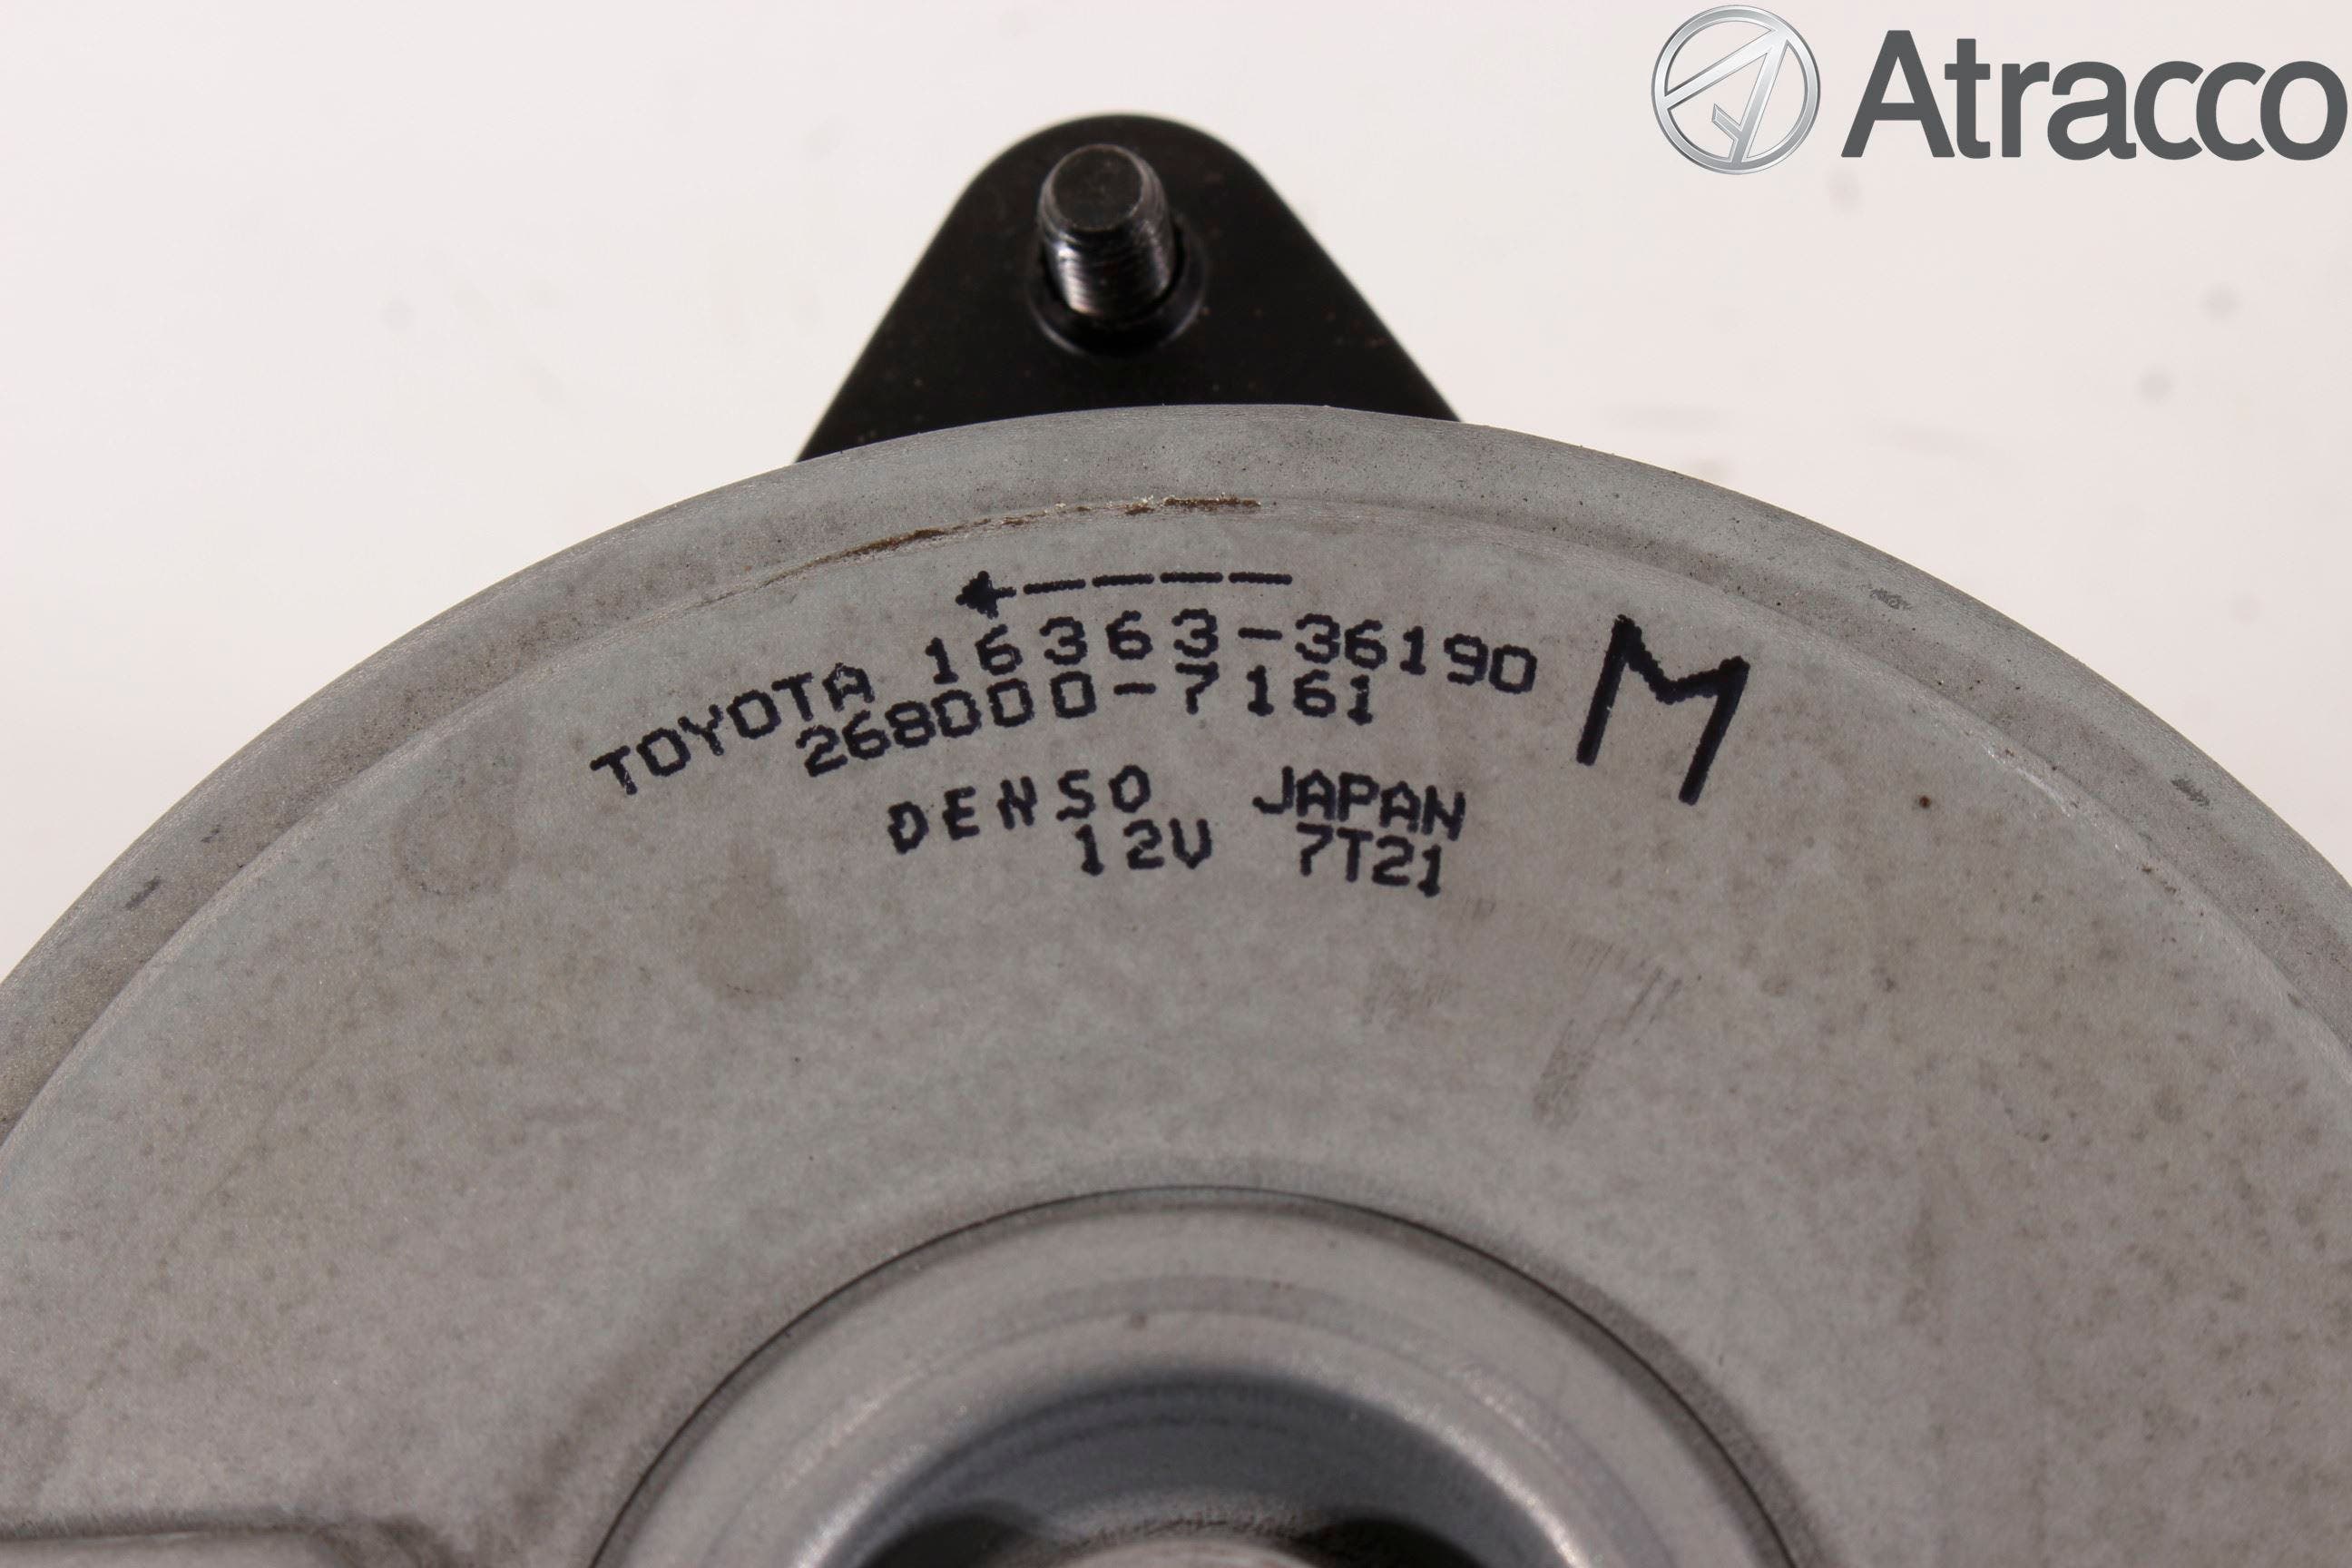 Atracco
TOYOTA 16363-36190 M
268000-7161
DENSO JAPAN
12V 7T21